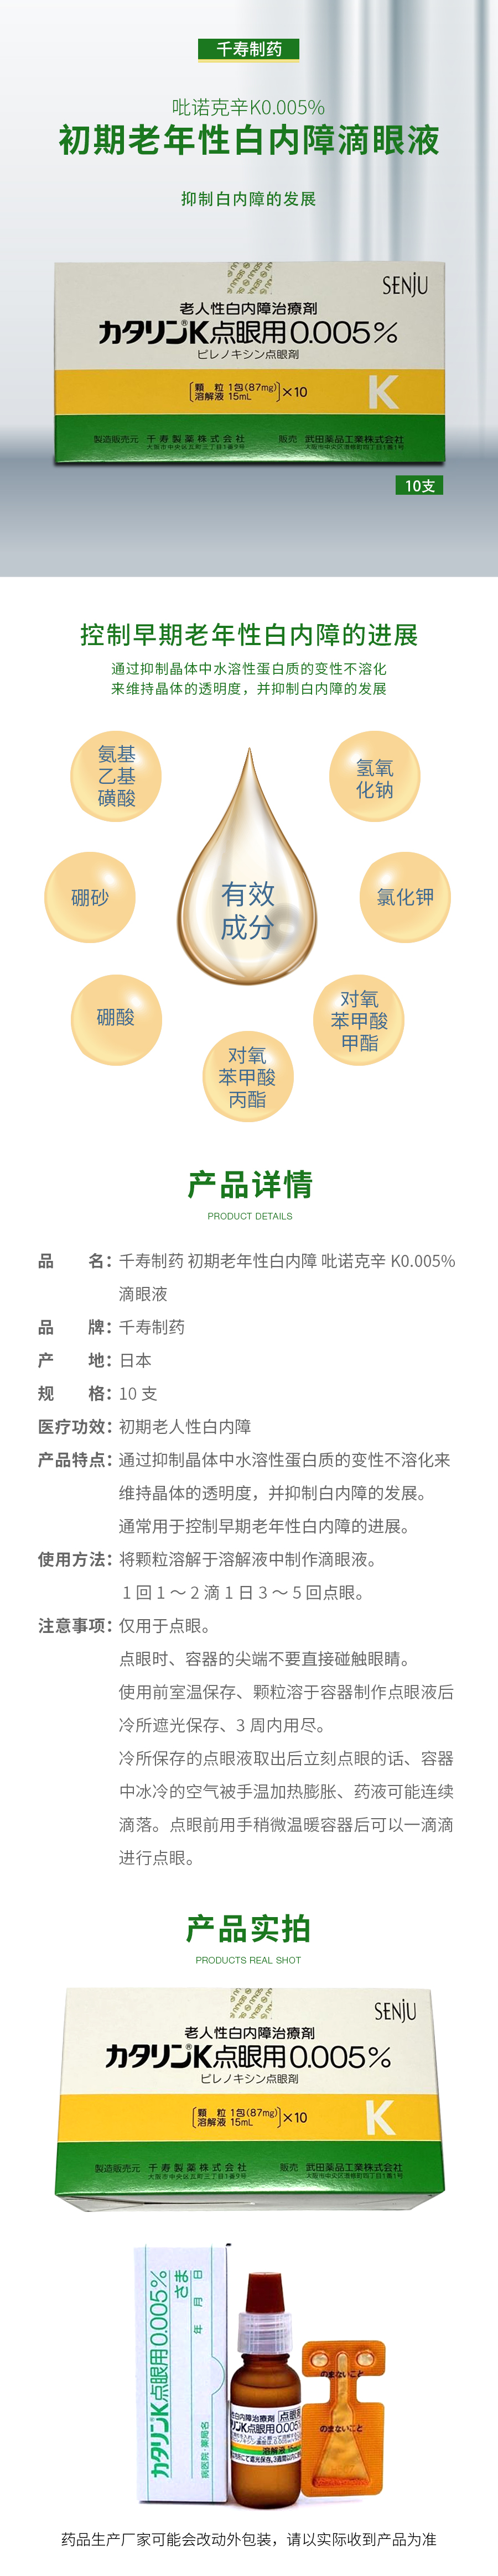 千寿制药
吡诺克辛K0.005%
初期老年性白内障滴眼液
抑制白内障的发展
SENJU
老人性白内障治療剤
カタリン®K点眼用0.005%
ピレノキシン点眼剤
顆 粒 1包(87mg)
溶解液 15mL
×10
K
製造販売元 千寿製薬株式会社
販売 武田薬品工業株式会社
10支
控制早期老年性白内障的进展
通过抑制晶体中水溶性蛋白质的变性不溶化
来维持晶体的透明度，并抑制白内障的发展
氨基
乙基
磺酸
氢氧
化钠
硼砂
有效
成分
氯化钾
硼酸
对氧
苯甲酸
甲酯
对氧
苯甲酸
丙酯
产品详情
PRODUCT DETAILS
品 名：千寿制药 初期老年性白内障 吡诺克辛 K0.005%
滴眼液
品 牌：千寿制药
产 地：日本
规 格：10 支
医疗功效：初期老人性白内障
产品特点：通过抑制晶体中水溶性蛋白质的变性不溶化来
维持晶体的透明度，并抑制白内障的发展。
通常用于控制早期老年性白内障的进展。
使用方法：将颗粒溶解于溶解液中制作滴眼液。
1 回 1 ～ 2 滴 1 日 3 ～ 5 回点眼。
注意事项：仅用于点眼。
点眼时、容器的尖端不要直接碰触眼睛。
使用前室温保存、颗粒溶于容器制作点眼液后
冷所遮光保存、3 周内用尽。
冷所保存的点眼液取出后立刻点眼的话、容器
中冰冷的空气被手温加热膨胀、药液可能连续
滴落。点眼前用手稍微温暖容器后可以一滴滴
进行点眼。
产品实拍
PRODUCTS REAL SHOT
SENJU
老人性白内障治療剤
カタリン®K点眼用0.005%
ピレノキシン点眼剤
顆 粒 1包(87mg)
溶解液 15mL
×10
K
製造販売元 千寿製薬株式会社
販売 武田薬品工業株式会社
カタリンK点眼用0.005%
さま
年 月 日
病医院・薬局名
白内障治療剤
点眼用0.005%
溶解液
のまないこと
のまないこと
药品生产厂家可能会改动外包装，请以实际收到产品为准